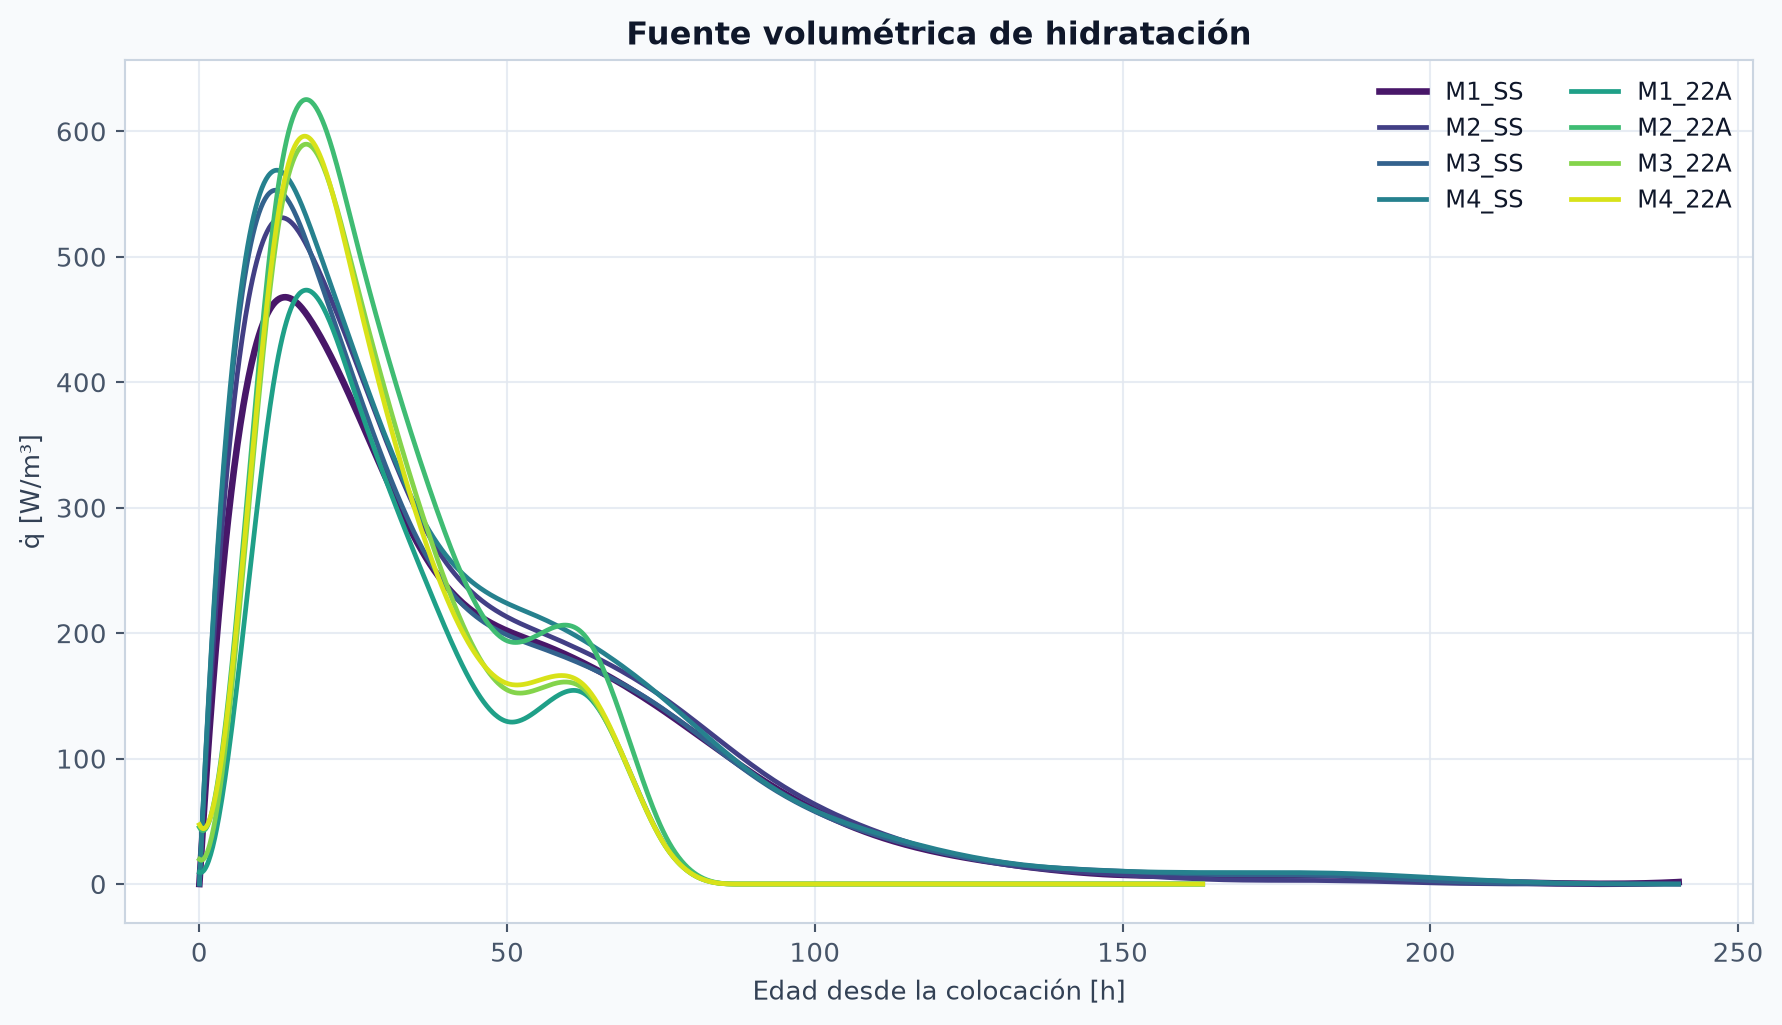 Fuente volumétrica de hidratación
M1_SS
M2_SS
M3_SS
M4_SS
M1_22A
M2_22A
M3_22A
M4_22A
600
500
400
300
200
100
0
q̇ [W/m³]
0 50 100 150 200 250
Edad desde la colocación [h]